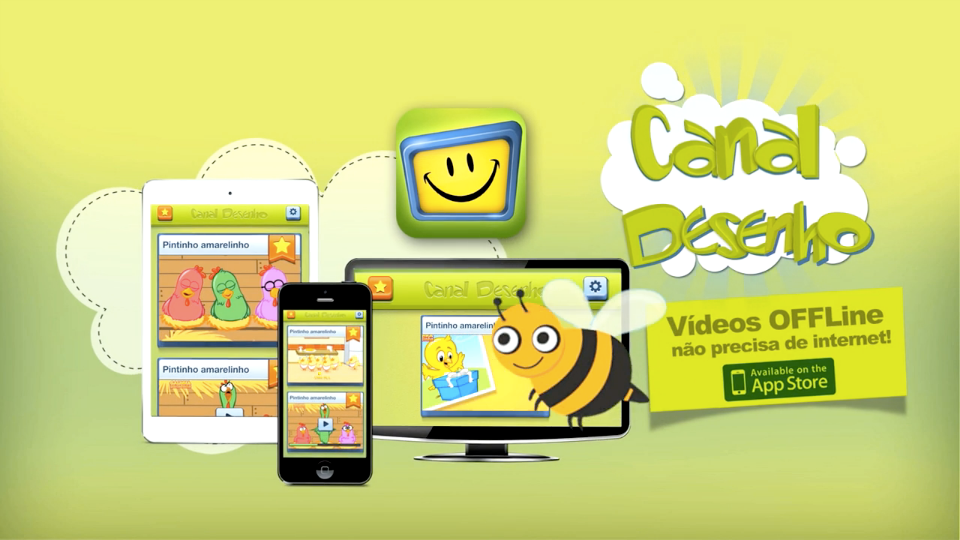 Canal
Desenho
Vídeos OFFLine
não precisa de internet!
Available on the
App Store
Canal Desenho
Pintinho amarelinho
Pintinho amarelinho
Canal Desenho
Pintinho amarelinho
Pintinho amarelinho
Canal Desenho
Pintinho amarelin